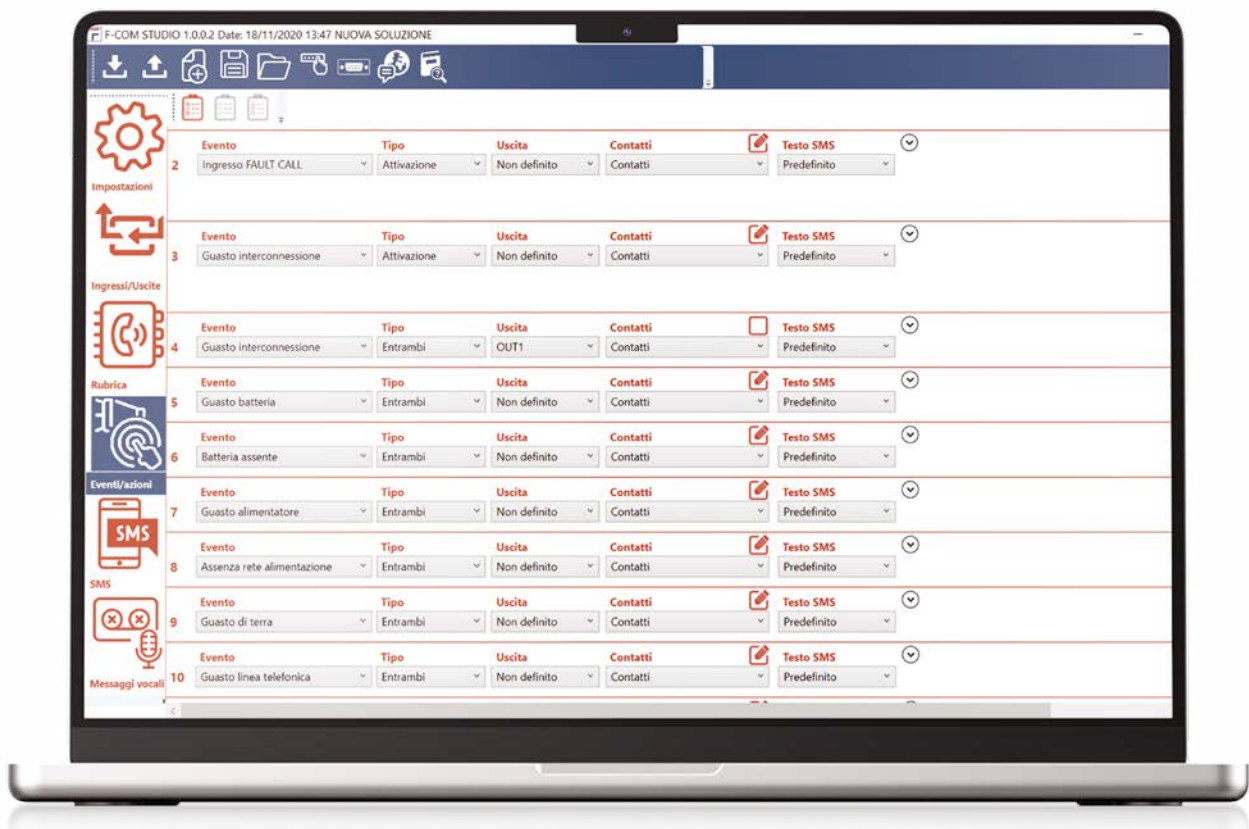 F-COM STUDIO 1.0.0.2 Date: 18/11/2020 13:47 NUOVA SOLUZIONE
Impostazioni
Ingressi/Uscite
Rubrica
Eventi/azioni
SMS
SMS
Messaggi vocali
Evento Tipo Uscita Contatti Testo SMS
2 Ingresso FAULT CALL Attivazione Non definito Contatti Predefinito
Evento Tipo Uscita Contatti Testo SMS
3 Guasto interconnessione Attivazione Non definito Contatti Predefinito
Evento Tipo Uscita Contatti Testo SMS
4 Guasto interconnessione Entrambi OUT1 Contatti Predefinito
Evento Tipo Uscita Contatti Testo SMS
5 Guasto batteria Entrambi Non definito Contatti Predefinito
Evento Tipo Uscita Contatti Testo SMS
6 Batteria assente Entrambi Non definito Contatti Predefinito
Evento Tipo Uscita Contatti Testo SMS
7 Guasto alimentatore Entrambi Non definito Contatti Predefinito
Evento Tipo Uscita Contatti Testo SMS
8 Assenza rete alimentazione Entrambi Non definito Contatti Predefinito
Evento Tipo Uscita Contatti Testo SMS
9 Guasto di terra Entrambi Non definito Contatti Predefinito
Evento Tipo Uscita Contatti Testo SMS
10 Guasto linea telefonica Entrambi Non definito Contatti Predefinito